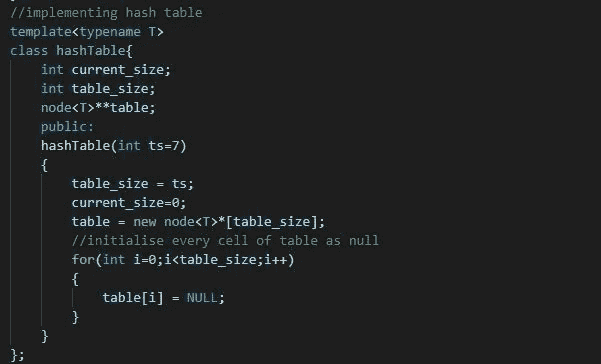 //implementing hash table
template<typename T>
class hashTable{
    int current_size;
    int table_size;
    node<T>**table;
    public:
    hashTable(int ts=7)
    {
        table_size = ts;
        current_size=0;
        table = new node<T>*[table_size];
        //initialise every cell of table as null
        for(int i=0;i<table_size;i++)
        {
            table[i] = NULL;
        }
    }
};